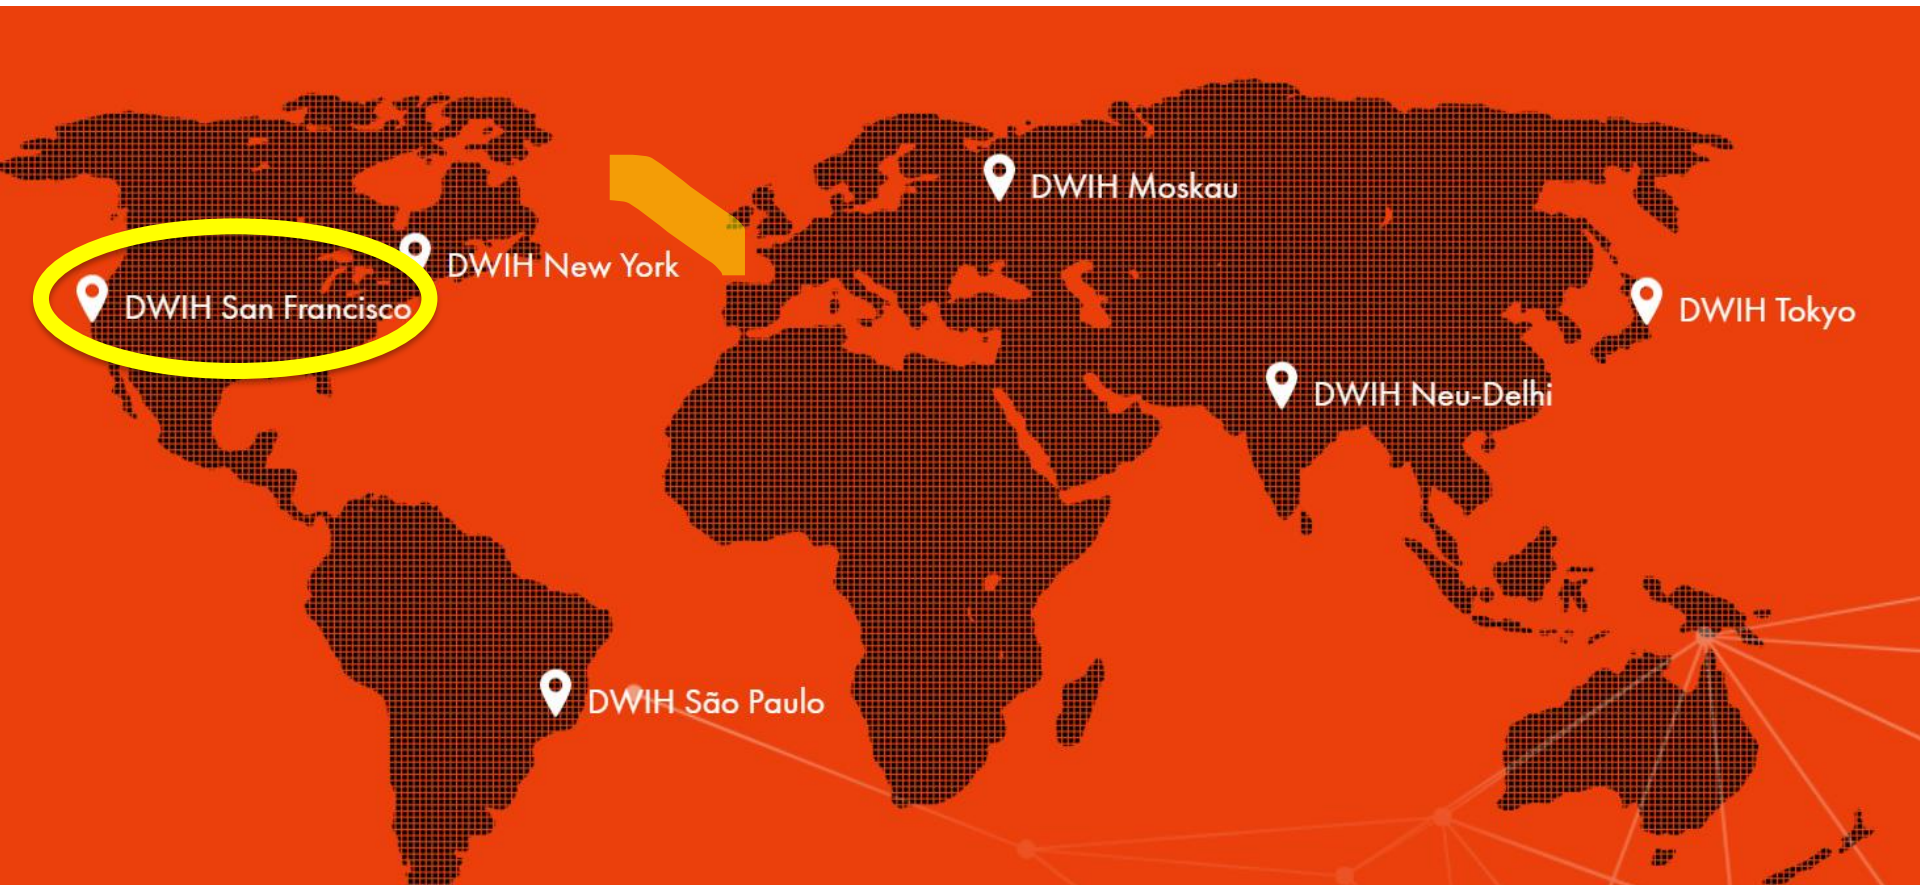 DWIH Moskau
DWIH New York
DWIH San Francisco
DWIH Tokyo
DWIH Neu-Delhi
DWIH São Paulo